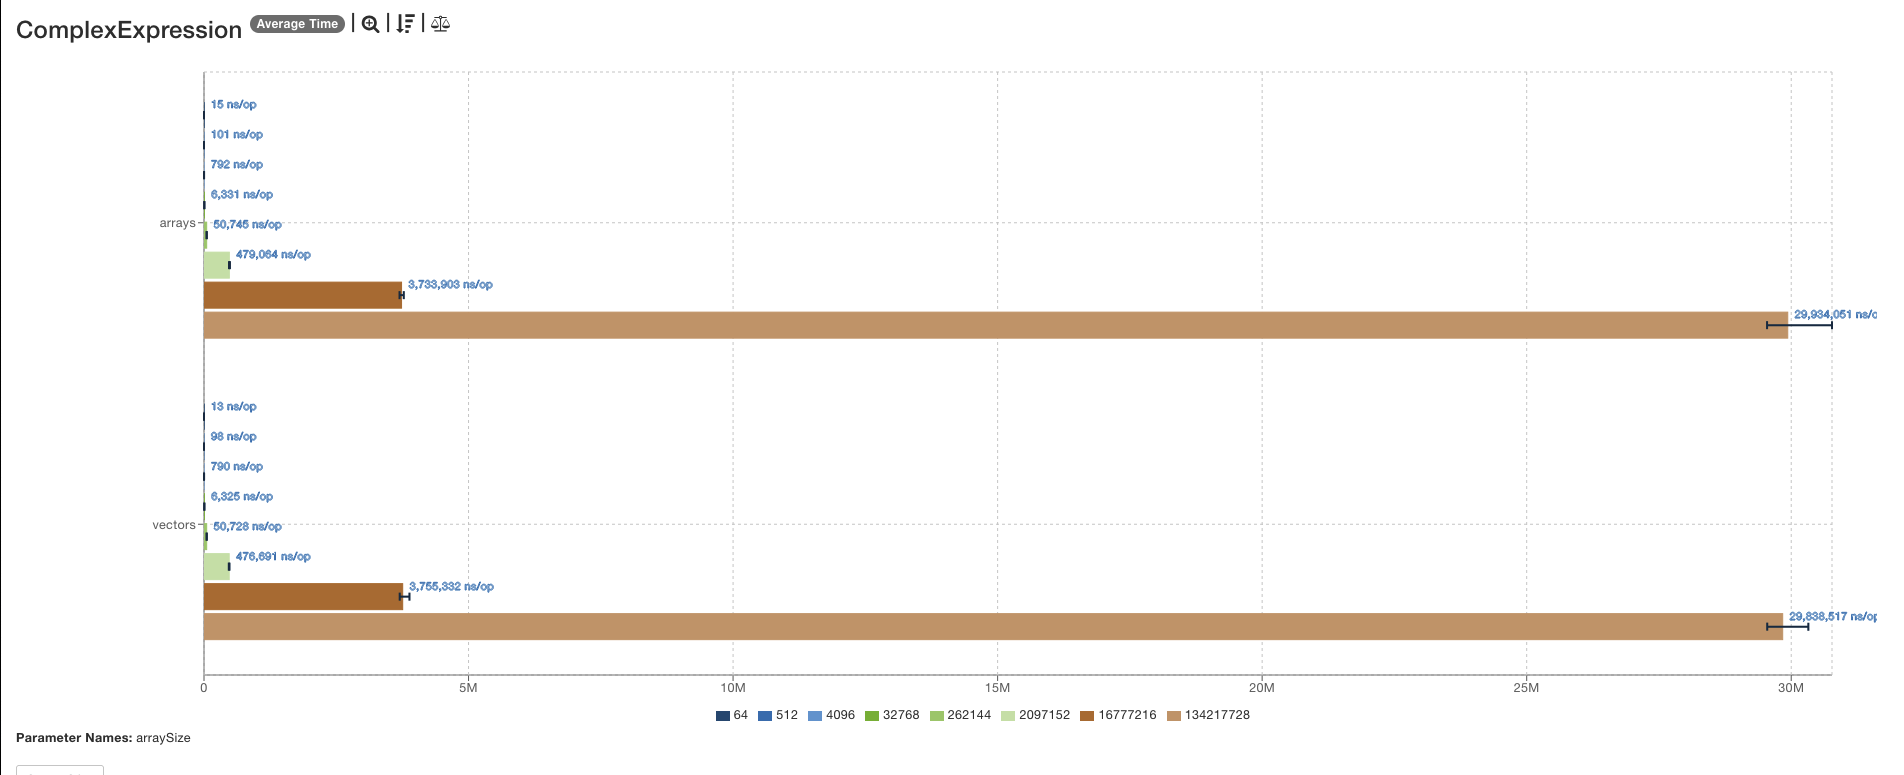 ComplexExpression Average Time
15 ns/op
101 ns/op
792 ns/op
6,331 ns/op
arrays
50,745 ns/op
479,064 ns/op
3,733,903 ns/op
29,934,051 ns/o
13 ns/op
98 ns/op
790 ns/op
6,325 ns/op
vectors
50,728 ns/op
476,691 ns/op
3,755,332 ns/op
29,838,517 ns/op
0 5M 10M 15M 20M 25M 30M
64 512 4096 32768 262144 2097152 16777216 134217728
Parameter Names: arraySize